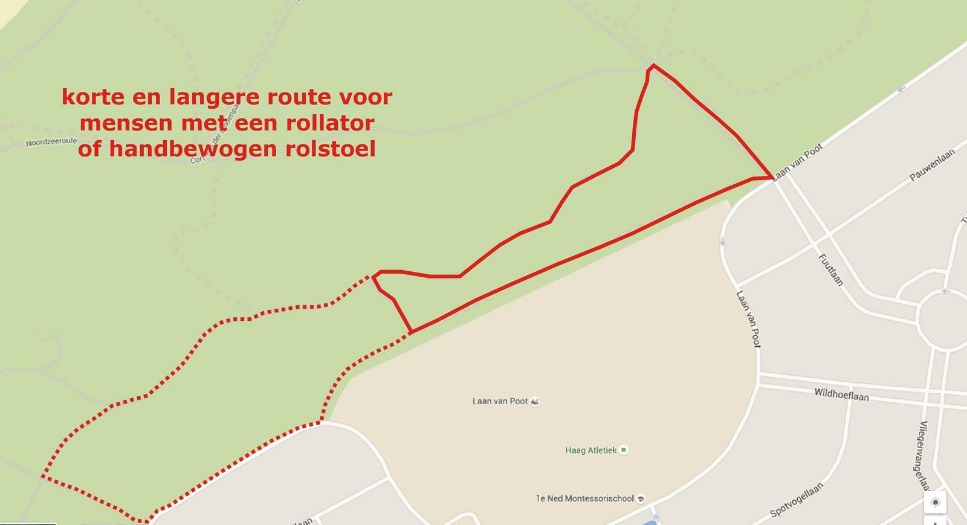 korte en langere route voor
mensen met een rollator
of handbewogen rolstoel
Noordzeeroute
Laan van Poot
Pauwenlaan
Fuutlaan
Laan van Poot
Laan van Poot
Wildhoeflaan
Haag Atletiek
Vliegenvangerlaan
1e Ned Montessorischool
Spotvogellaan